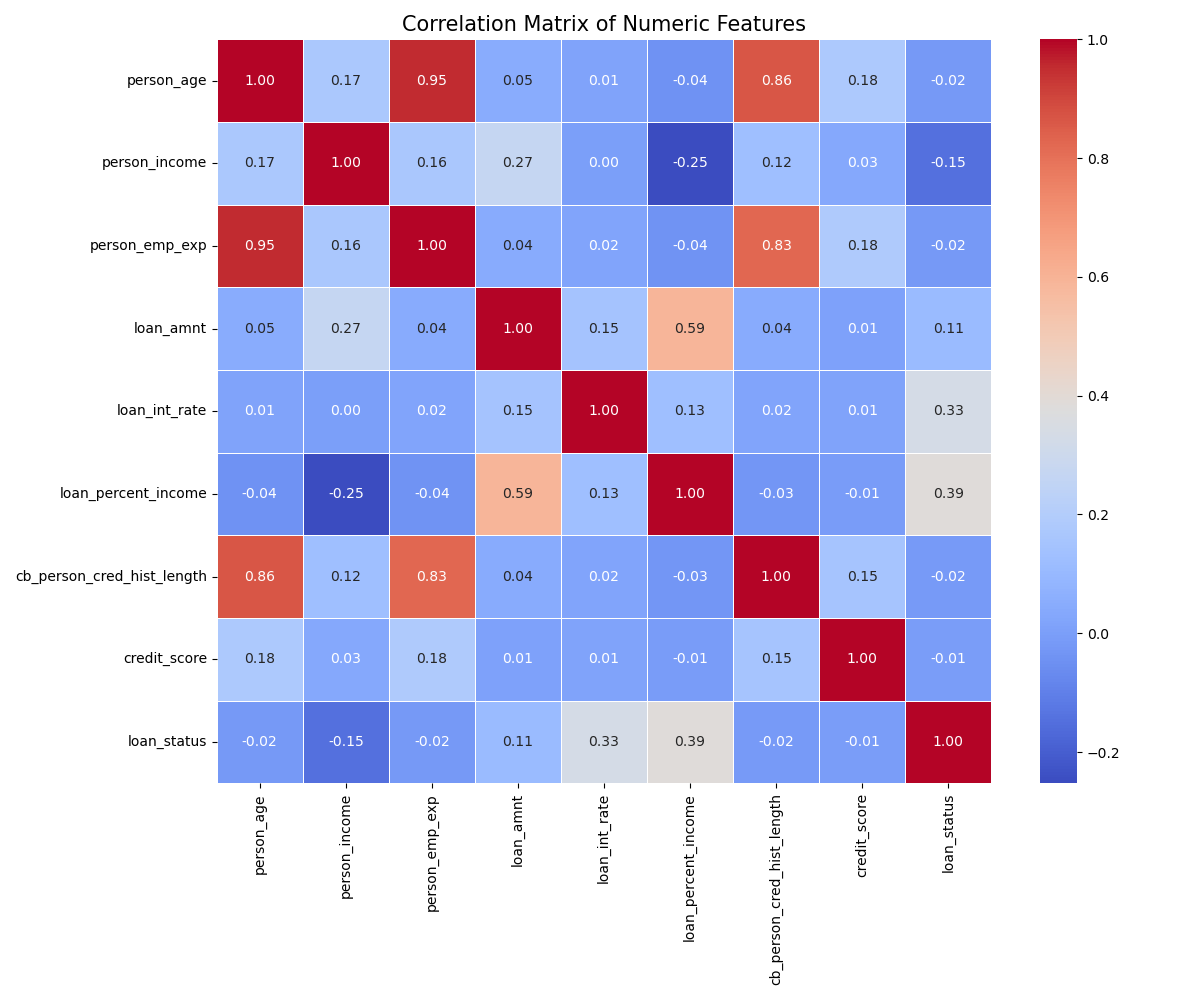 Correlation Matrix of Numeric Features
person_age 1.00 0.17 0.95 0.05 0.01 -0.04 0.86 0.18 -0.02
person_income 0.17 1.00 0.16 0.27 0.00 -0.25 0.12 0.03 -0.15
person_emp_exp 0.95 0.16 1.00 0.04 0.02 -0.04 0.83 0.18 -0.02
loan_amnt 0.05 0.27 0.04 1.00 0.15 0.59 0.04 0.01 0.11
loan_int_rate 0.01 0.00 0.02 0.15 1.00 0.13 0.02 0.01 0.33
loan_percent_income -0.04 -0.25 -0.04 0.59 0.13 1.00 -0.03 -0.01 0.39
cb_person_cred_hist_length 0.86 0.12 0.83 0.04 0.02 -0.03 1.00 0.15 -0.02
credit_score 0.18 0.03 0.18 0.01 0.01 -0.01 0.15 1.00 -0.01
loan_status -0.02 -0.15 -0.02 0.11 0.33 0.39 -0.02 -0.01 1.00
person_age
person_income
person_emp_exp
loan_amnt
loan_int_rate
loan_percent_income
cb_person_cred_hist_length
credit_score
loan_status
1.0
0.8
0.6
0.4
0.2
0.0
−0.2